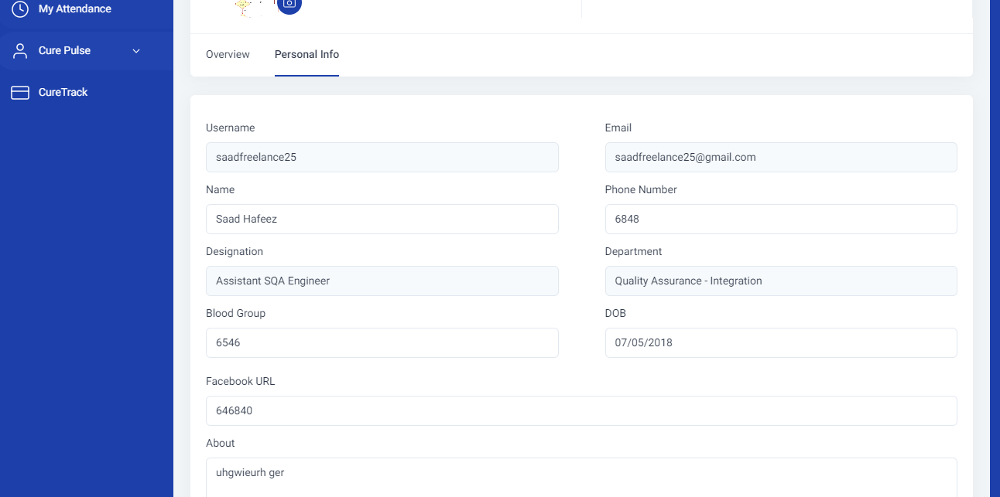 My Attendance
Cure Pulse
CureTrack
Overview Personal Info
Username Email
saadfreelance25 saadfreelance25@gmail.com
Name Phone Number
Saad Hafeez 6848
Designation Department
Assistant SQA Engineer Quality Assurance - Integration
Blood Group DOB
6546 07/05/2018
Facebook URL
646840
About
uhgwieurh ger